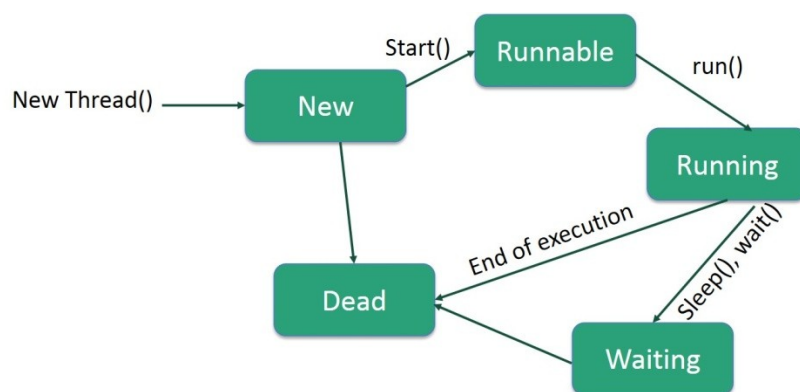 Start()
Runnable
run()
New Thread()
New
Running
End of execution
Sleep(), wait()
Dead
Waiting